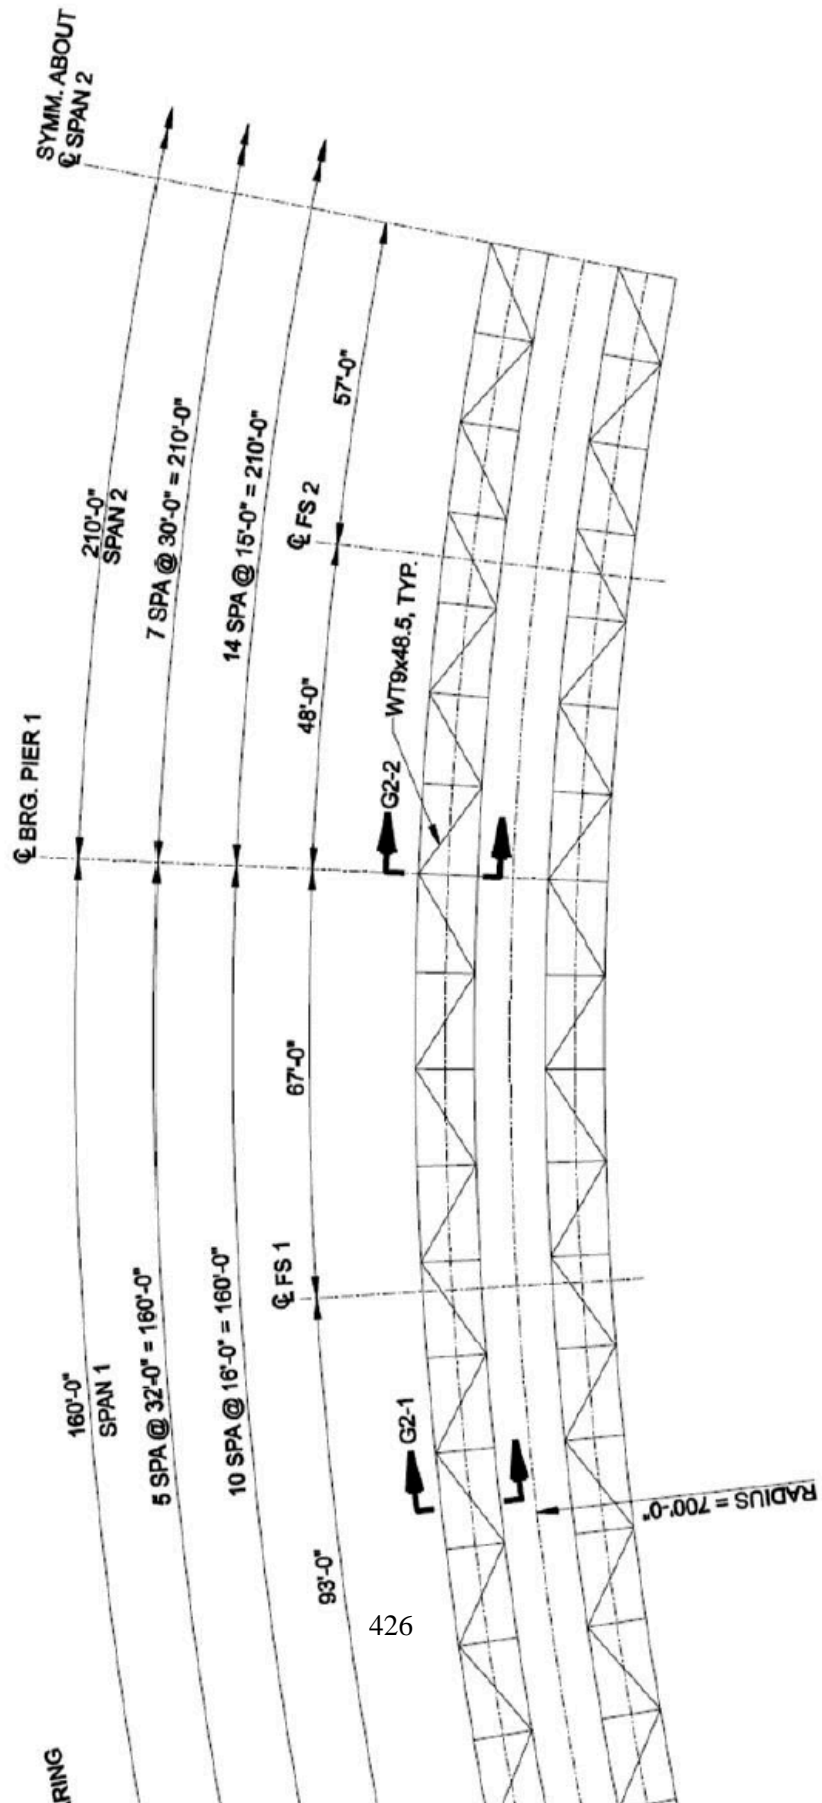 SYMM. ABOUT
℄ SPAN 2
210'-0"
SPAN 2
7 SPA @ 30'-0" = 210'-0"
14 SPA @ 15'-0" = 210'-0"
57'-0"
℄ FS 2
48'-0"
WT9x48.5, TYP.
℄ BRG. PIER 1
G2-2
67'-0"
℄ FS 1
160'-0"
SPAN 1
5 SPA @ 32'-0" = 160'-0"
10 SPA @ 16'-0" = 160'-0"
G2-1
RADIUS = 700'-0"
93'-0"
426
RING